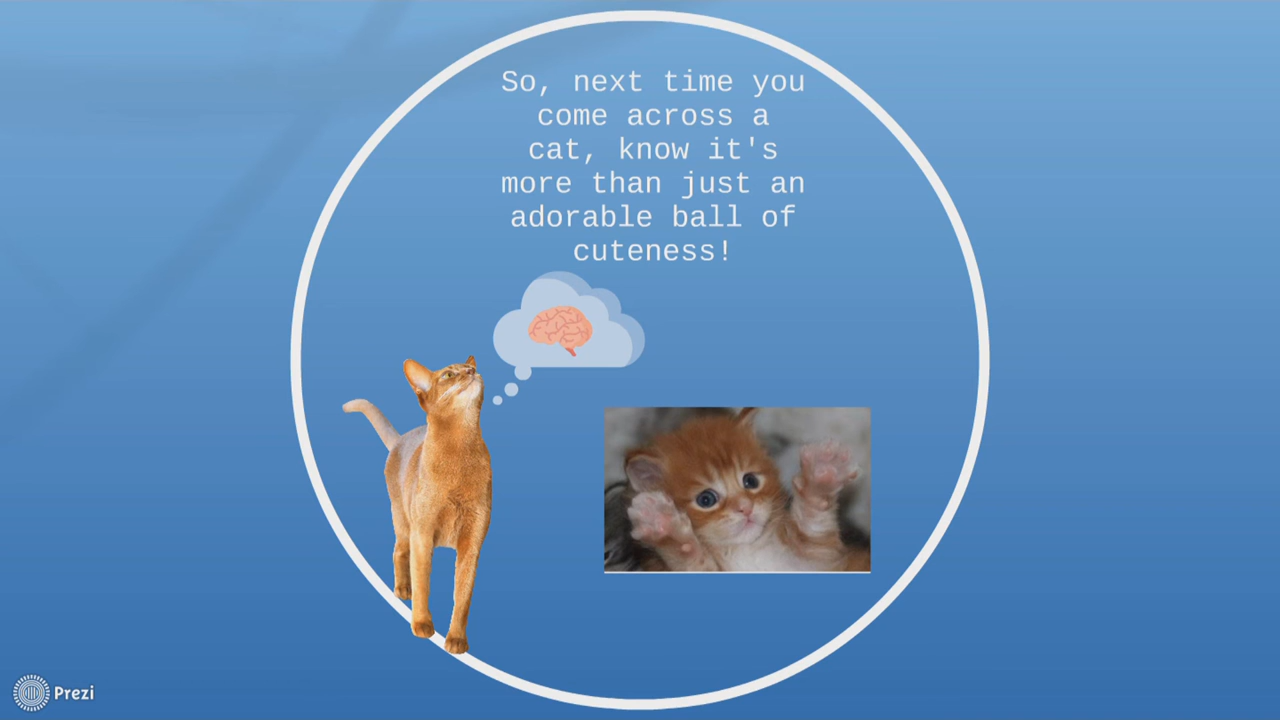 So, next time you
come across a
cat, know it's
more than just an
adorable ball of
cuteness!
Prezi